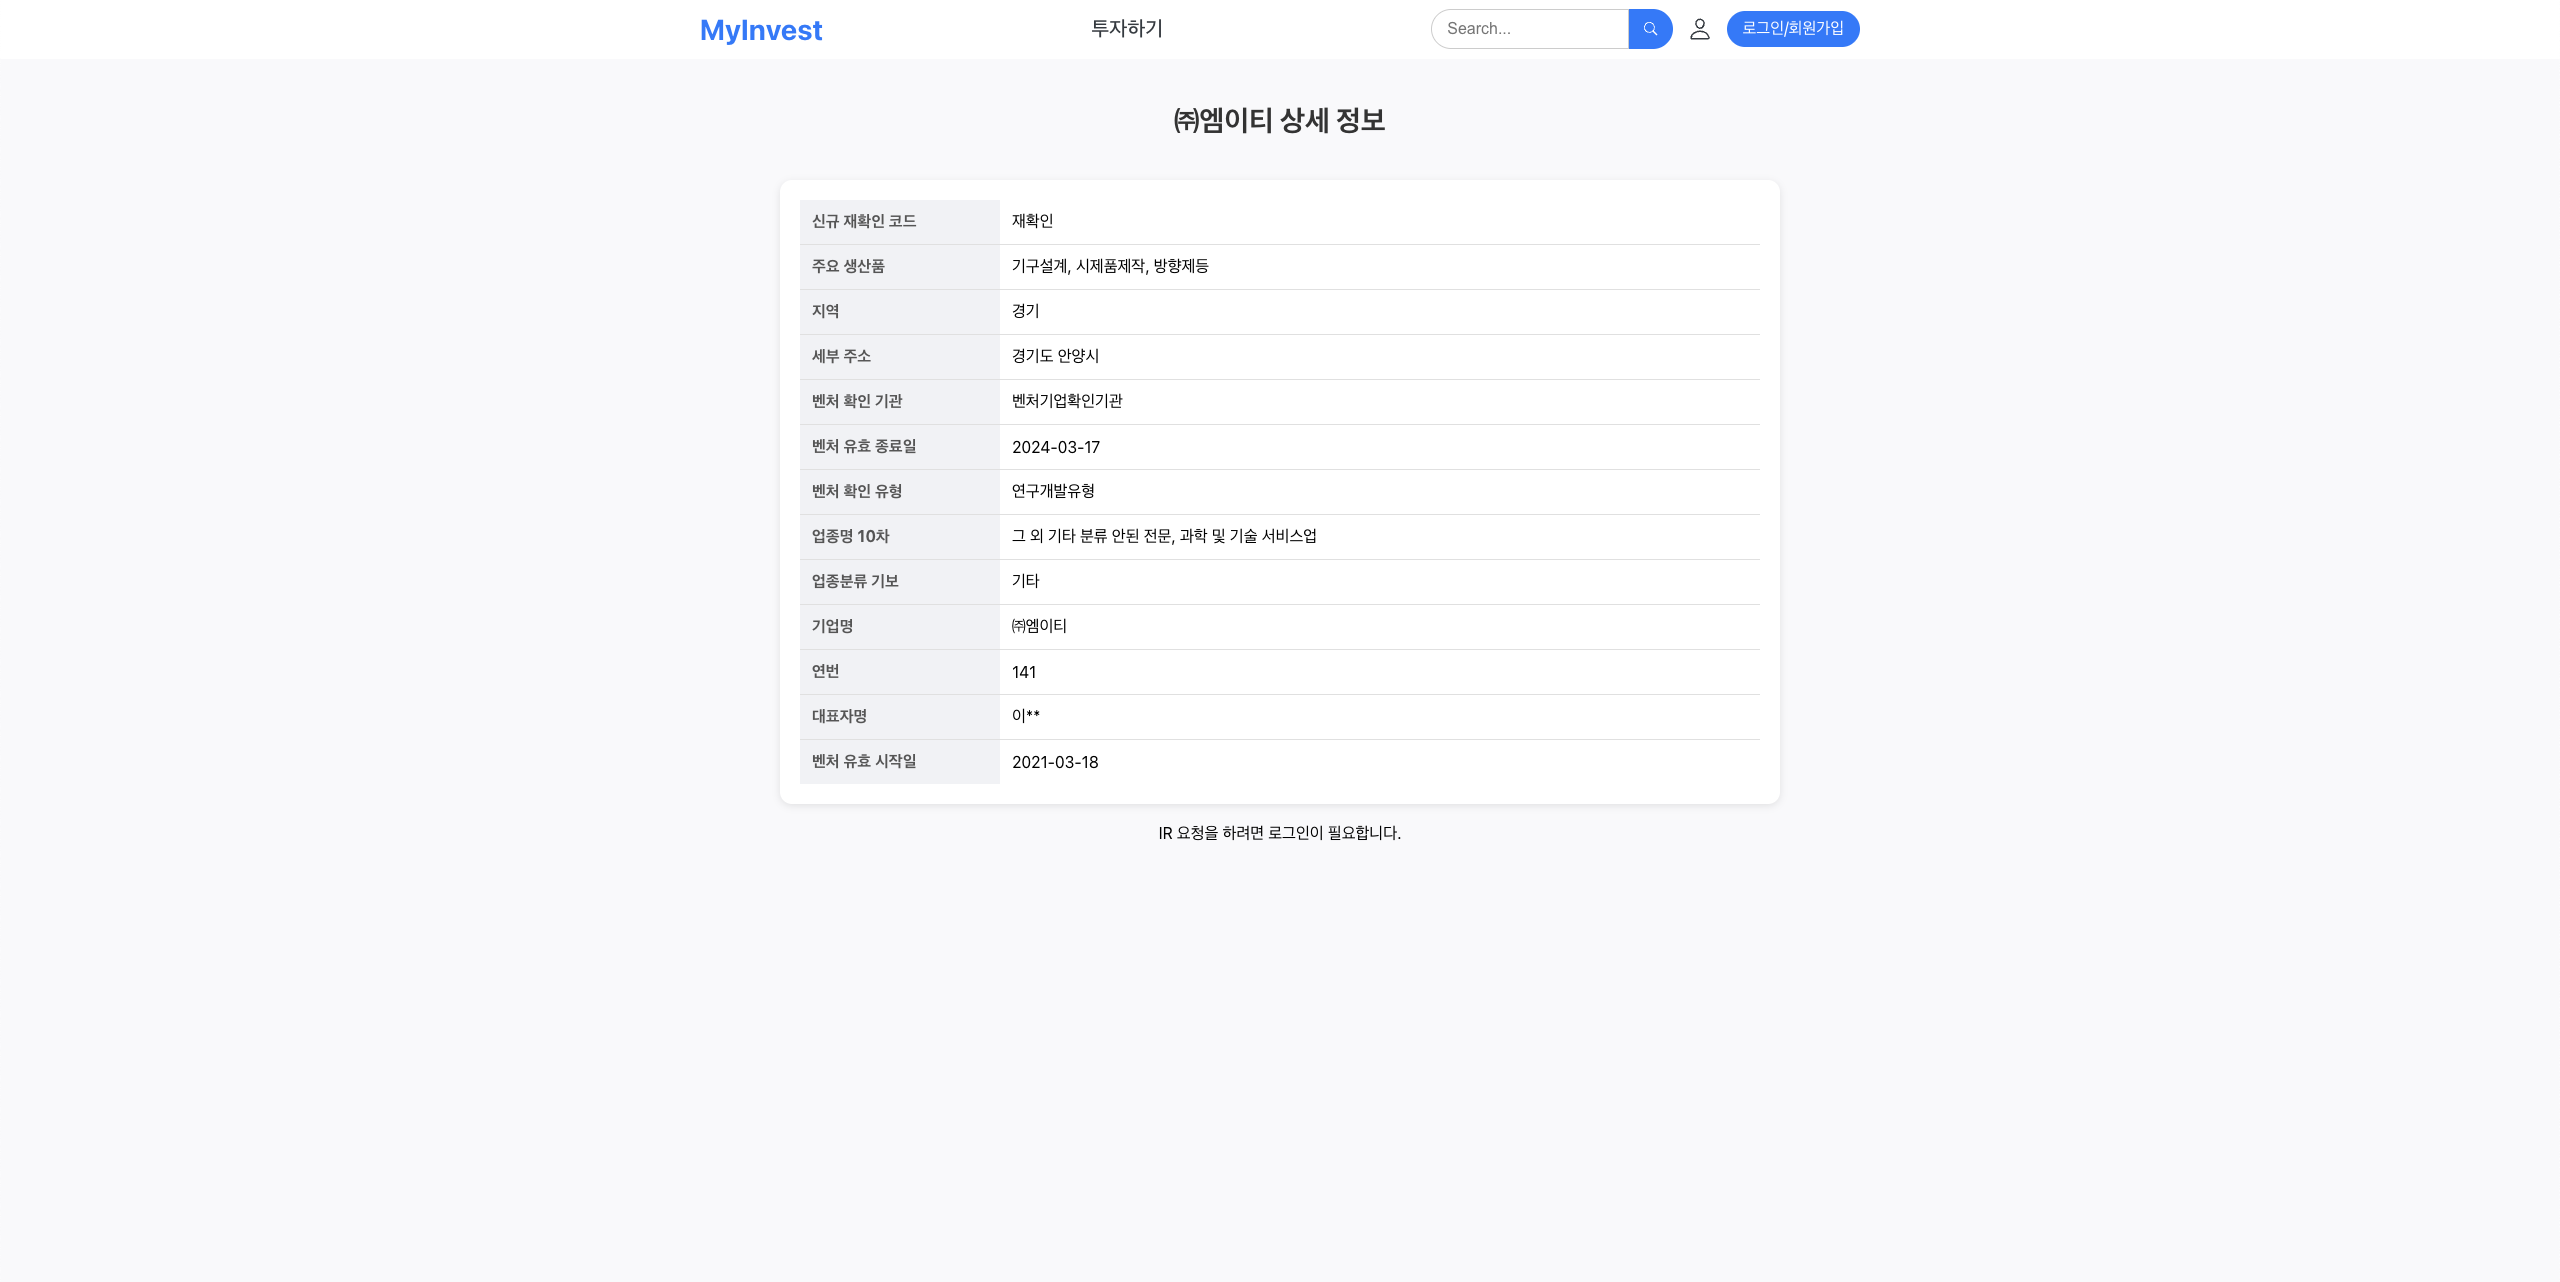 MyInvest 투자하기 Search... 로그인/회원가입
㈜엠이티 상세 정보
신규 재확인 코드 재확인
주요 생산품 기구설계, 시제품제작, 방향제등
지역 경기
세부 주소 경기도 안양시
벤처 확인 기관 벤처기업확인기관
벤처 유효 종료일 2024-03-17
벤처 확인 유형 연구개발유형
업종명 10차 그 외 기타 분류 안된 전문, 과학 및 기술 서비스업
업종분류 기보 기타
기업명 ㈜엠이티
연번 141
대표자명 이**
벤처 유효 시작일 2021-03-18
IR 요청을 하려면 로그인이 필요합니다.